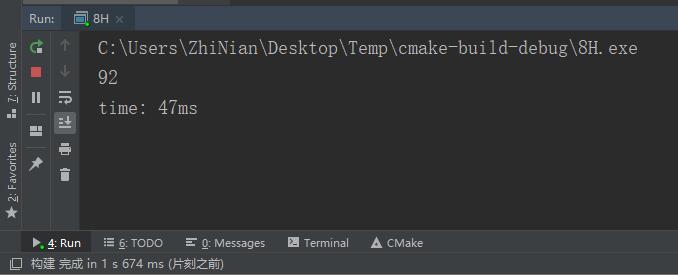 Run: 8H
7: Structure
2: Favorites
C:\Users\ZhiNian\Desktop\Temp\cmake-build-debug\8H.exe
92
time: 47ms
4: Run 6: TODO 0: Messages Terminal CMake
构建 完成 in 1 s 674 ms (片刻之前)